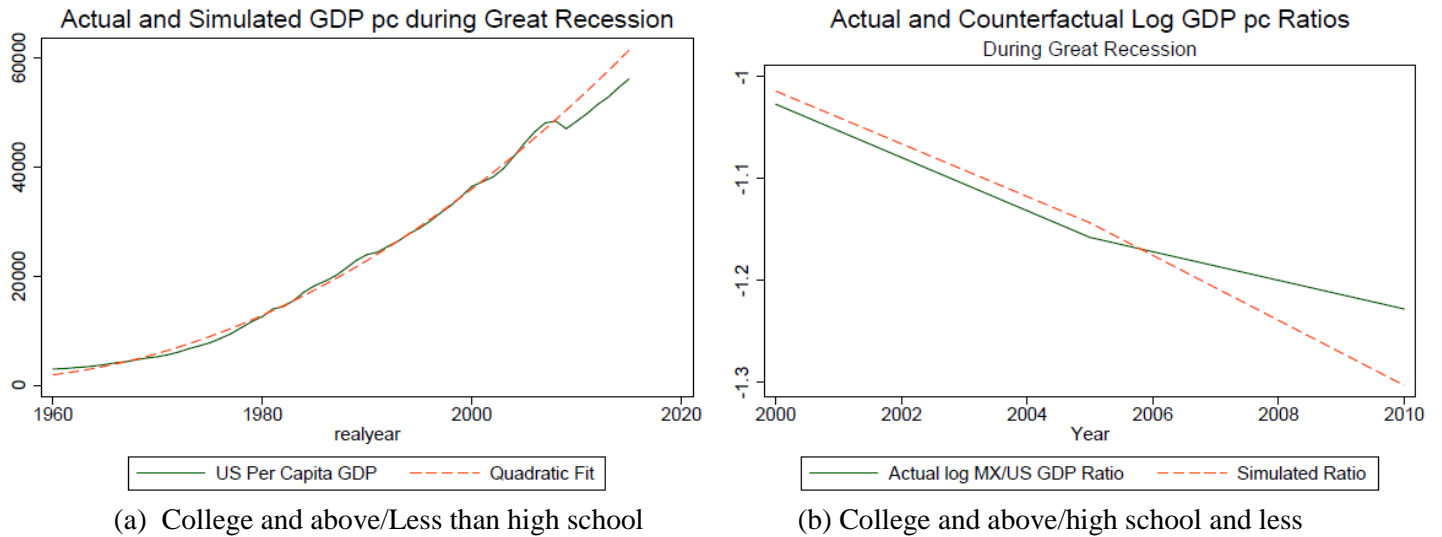 Actual and Simulated GDP pc during Great Recession
60000
40000
20000
0
1960 1980 2000 2020
realyear
US Per Capita GDP Quadratic Fit
(a) College and above/Less than high school
Actual and Counterfactual Log GDP pc Ratios
During Great Recession
-1
-1.1
-1.2
-1.3
2000 2002 2004 2006 2008 2010
Year
Actual log MX/US GDP Ratio Simulated Ratio
(b) College and above/high school and less